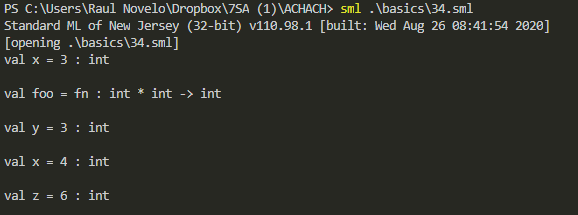 PS C:\Users\Raul Novelo\Dropbox\7SA (1)\ACHACH> sml .\basics\34.sml
Standard ML of New Jersey (32-bit) v110.98.1 [built: Wed Aug 26 08:41:54 2020]
[opening .\basics\34.sml]
val x = 3 : int
val foo = fn : int * int -> int
val y = 3 : int
val x = 4 : int
val z = 6 : int